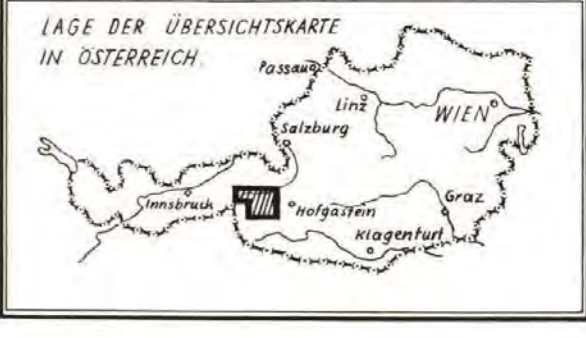 LAGE DER ÜBERSICHTSKARTE
IN ÖSTERREICH.
Passau
Linz
WIEN
Salzburg
Innsbruck
Hofgastein
Graz
Klagenfurt